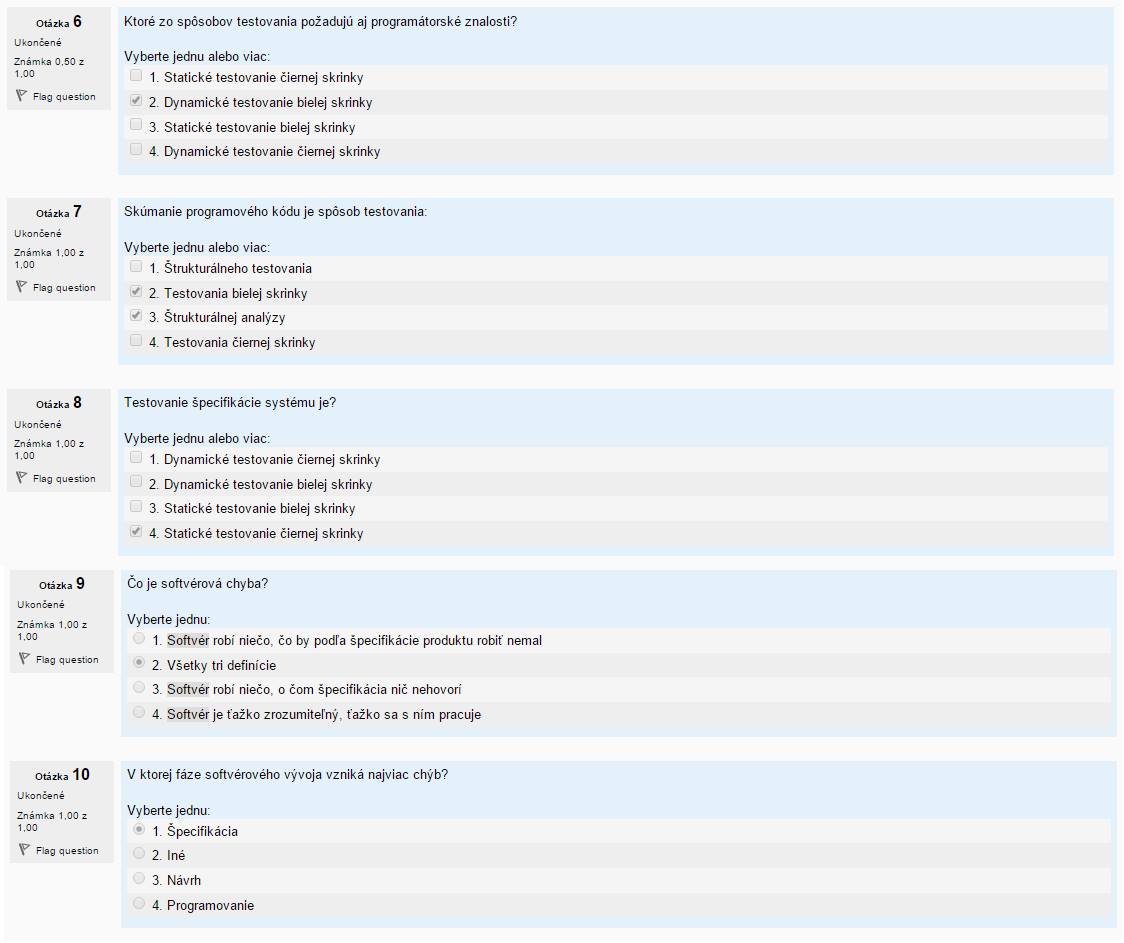 Otázka 6
Ukončené
Známka 0,50 z
1,00
Flag question
Ktoré zo spôsobov testovania požadujú aj programátorské znalosti?
Vyberte jednu alebo viac:
1. Statické testovanie čiernej skrinky
2. Dynamické testovanie bielej skrinky
3. Statické testovanie bielej skrinky
4. Dynamické testovanie čiernej skrinky
Otázka 7
Ukončené
Známka 1,00 z
1,00
Flag question
Skúmanie programového kódu je spôsob testovania:
Vyberte jednu alebo viac:
1. Štrukturálneho testovania
2. Testovania bielej skrinky
3. Štrukturálnej analýzy
4. Testovania čiernej skrinky
Otázka 8
Ukončené
Známka 1,00 z
1,00
Flag question
Testovanie špecifikácie systému je?
Vyberte jednu alebo viac:
1. Dynamické testovanie čiernej skrinky
2. Dynamické testovanie bielej skrinky
3. Statické testovanie bielej skrinky
4. Statické testovanie čiernej skrinky
Otázka 9
Ukončené
Známka 1,00 z
1,00
Flag question
Čo je softvérová chyba?
Vyberte jednu:
1. Softvér robí niečo, čo by podľa špecifikácie produktu robiť nemal
2. Všetky tri definície
3. Softvér robí niečo, o čom špecifikácia nič nehovorí
4. Softvér je ťažko zrozumiteľný, ťažko sa s ním pracuje
Otázka 10
Ukončené
Známka 1,00 z
1,00
Flag question
V ktorej fáze softvérového vývoja vzniká najviac chýb?
Vyberte jednu:
1. Špecifikácia
2. Iné
3. Návrh
4. Programovanie